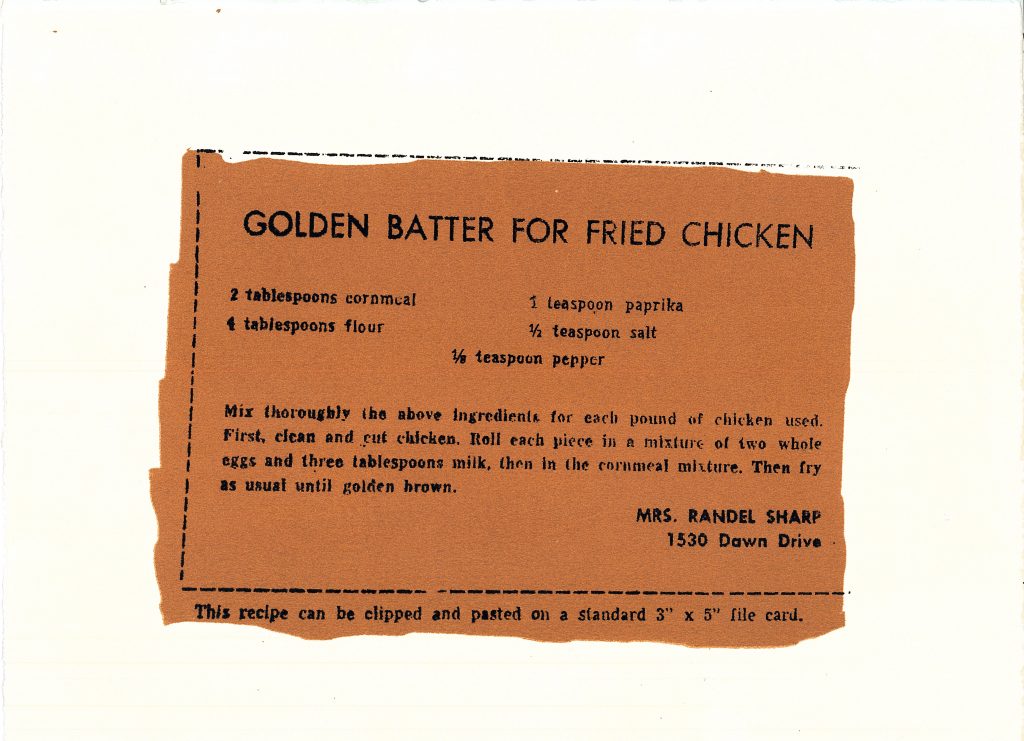 GOLDEN BATTER FOR FRIED CHICKEN
2 tablespoons cornmeal 1 teaspoon paprika
4 tablespoons flour ½ teaspoon salt
⅛ teaspoon pepper
Mix thoroughly the above ingredients for each pound of chicken used.
First, clean and cut chicken. Roll each piece in a mixture of two whole
eggs and three tablespoons milk, then in the cornmeal mixture. Then fry
as usual until golden brown.
MRS. RANDEL SHARP
1530 Dawn Drive
This recipe can be clipped and pasted on a standard 3" x 5" file card.